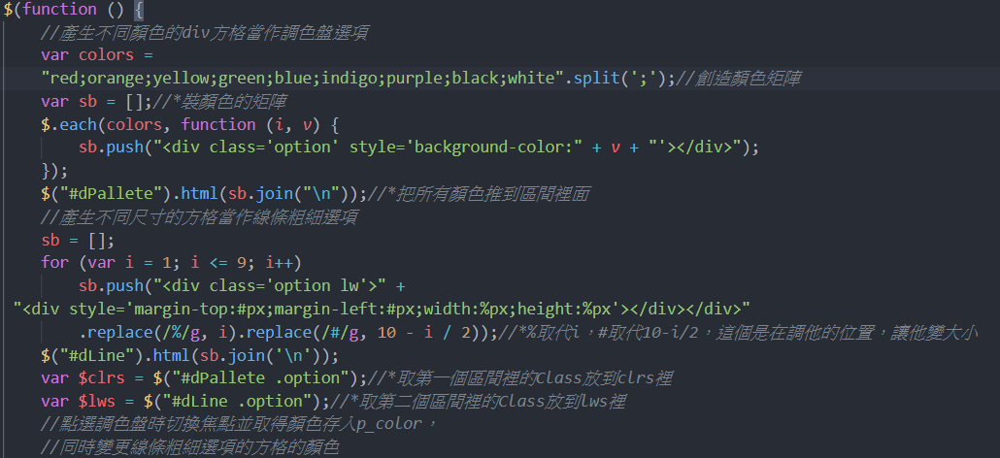 $(function () {
//產生不同顏色的div方格當作調色盤選項
var colors =
"red;orange;yellow;green;blue;indigo;purple;black;white".split(';');//創造顏色矩陣
var sb = [];//*裝顏色的矩陣
$.each(colors, function (i, v) {
sb.push("<div class='option' style='background-color:" + v + "'></div>");
});
$("#dPallete").html(sb.join("\n"));//*把所有顏色推到區間裡面
//產生不同尺寸的方格當作線條粗細選項
sb = [];
for (var i = 1; i <= 9; i++)
sb.push("<div class='option lw'>" +
"<div style='margin-top:#px;margin-left:#px;width:%px;height:%px'></div></div>"
.replace(/%/g, i).replace(/#/g, 10 - i / 2));//*%取代i，#取代10-i/2，這個是在調他的位置，讓他變大小
$("#dLine").html(sb.join('\n'));
var $clrs = $("#dPallete .option");//*取第一個區間裡的Class放到clrs裡
var $lws = $("#dLine .option");//*取第二個區間裡的Class放到lws裡
//點選調色盤時切換焦點並取得顏色存入p_color，
//同時變更線條粗細選項的方格的顏色